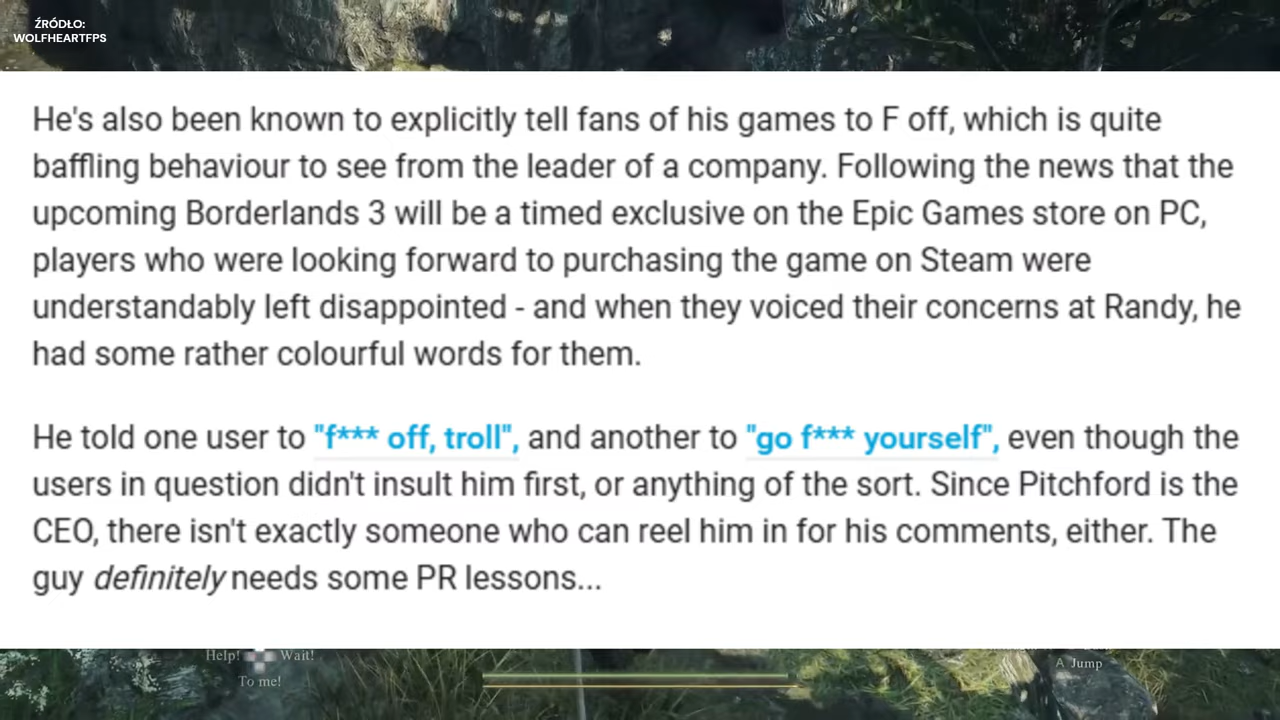 ŹRÓDŁO:
WOLFHEARTFPS
He's also been known to explicitly tell fans of his games to F off, which is quite
baffling behaviour to see from the leader of a company. Following the news that the
upcoming Borderlands 3 will be a timed exclusive on the Epic Games store on PC,
players who were looking forward to purchasing the game on Steam were
understandably left disappointed - and when they voiced their concerns at Randy, he
had some rather colourful words for them.
He told one user to "f*** off, troll", and another to "go f*** yourself", even though the
users in question didn't insult him first, or anything of the sort. Since Pitchford is the
CEO, there isn't exactly someone who can reel him in for his comments, either. The
guy definitely needs some PR lessons...
Help! Wait!
To me!
A Jump